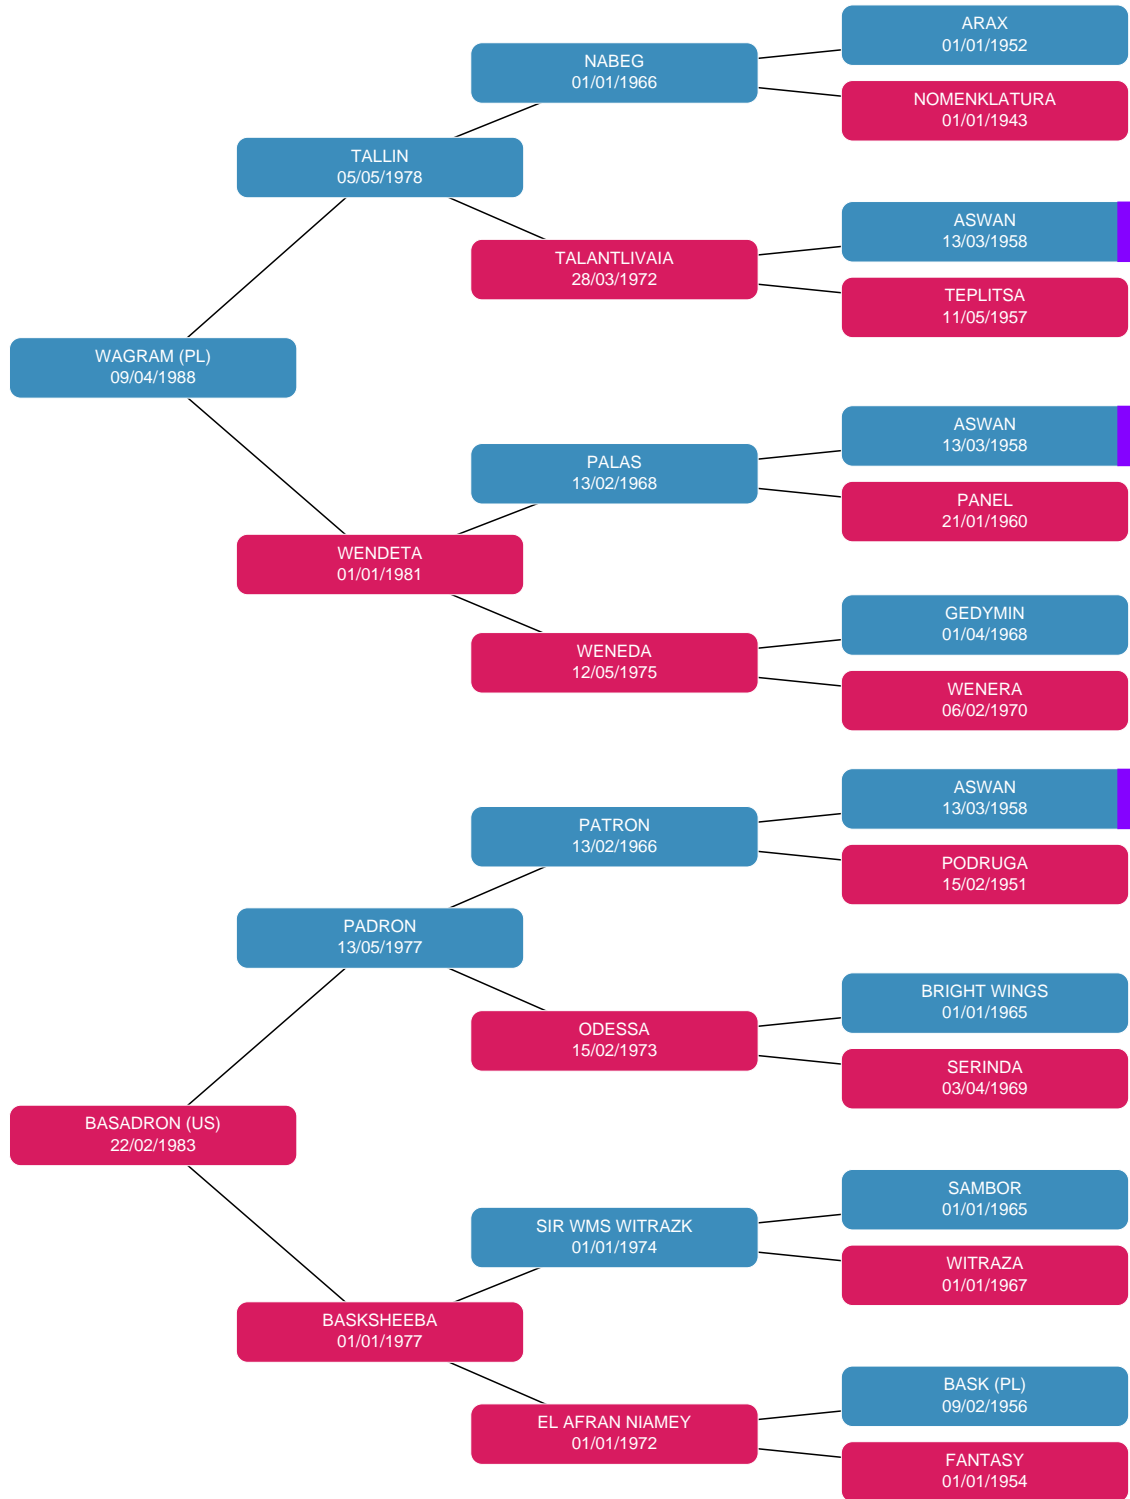 ARAX
01/01/1952
NABEG
01/01/1966
NOMENKLATURA
01/01/1943
TALLIN
05/05/1978
ASWAN
13/03/1958
TALANTLIVAIA
28/03/1972
TEPLITSA
11/05/1957
WAGRAM (PL)
09/04/1988
ASWAN
13/03/1958
PALAS
13/02/1968
PANEL
21/01/1960
WENDETA
01/01/1981
GEDYMIN
01/04/1968
WENEDA
12/05/1975
WENERA
06/02/1970
ASWAN
13/03/1958
PATRON
13/02/1966
PODRUGA
15/02/1951
PADRON
13/05/1977
BRIGHT WINGS
01/01/1965
ODESSA
15/02/1973
SERINDA
03/04/1969
BASADRON (US)
22/02/1983
SAMBOR
01/01/1965
SIR WMS WITRAZK
01/01/1974
WITRAZA
01/01/1967
BASKSHEEBA
01/01/1977
BASK (PL)
09/02/1956
EL AFRAN NIAMEY
01/01/1972
FANTASY
01/01/1954